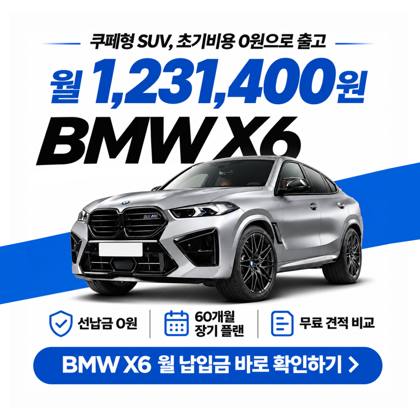 쿠페형 SUV, 초기비용 0원으로 출고
월 1,231,400원
BMW X6
선납금 0원
60개월
장기 플랜
무료 견적 비교
BMW X6 월 납입금 바로 확인하기 >